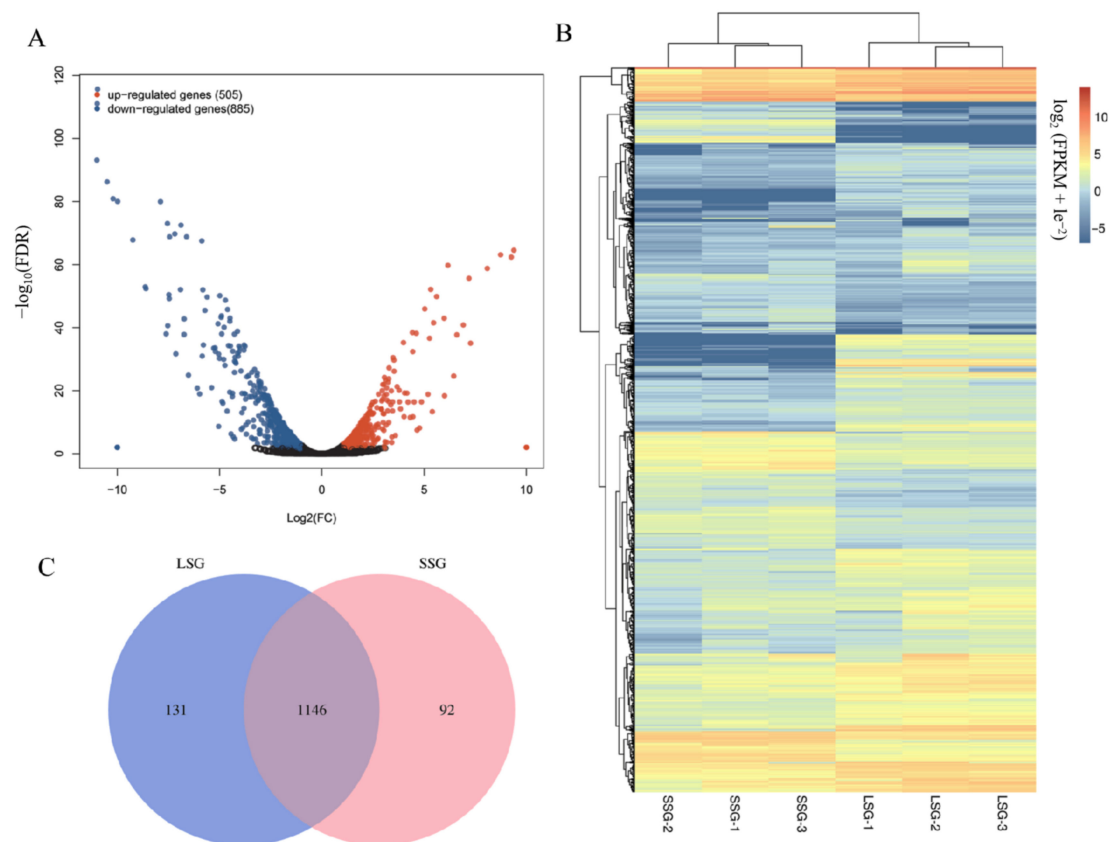 A
120
100
80
60
40
20
0
up-regulated genes (505)
down-regulated genes(885)
−log10(FDR)
−10
−5
0
5
10
Log2(FC)
B
10
5
0
−5
log2 (FPKM + le−2)
SSG-2
SSG-1
SSG-3
LSG-1
LSG-2
LSG-3
C
LSG
SSG
131
1146
92